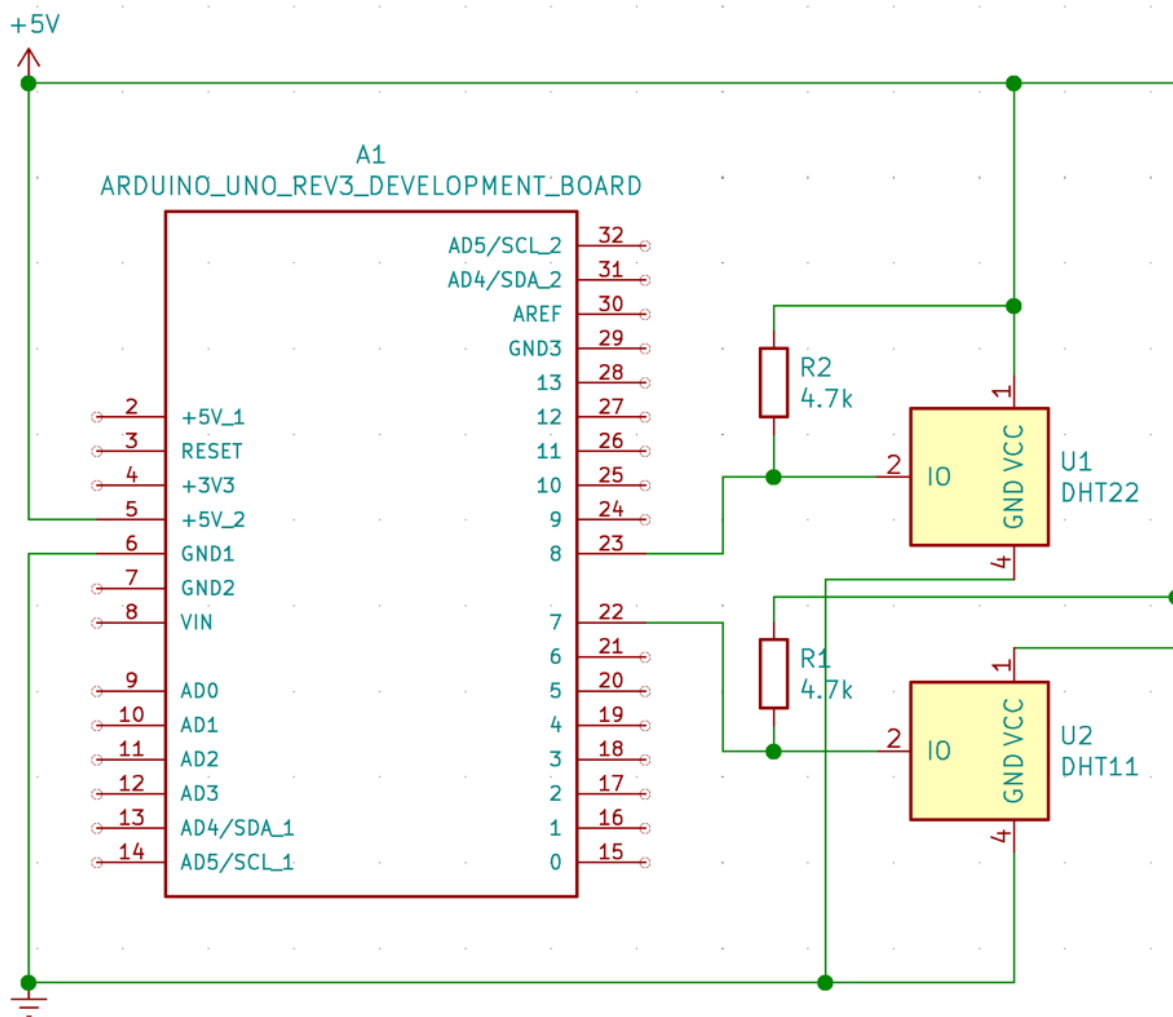 +5V
A1
ARDUINO_UNO_REV3_DEVELOPMENT_BOARD
AD5/SCL_2 32
AD4/SDA_2 31
AREF 30
GND3 29
13 28
2 +5V_1 12 27
3 RESET 11 26
4 +3V3 10 25
5 +5V_2 9 24
6 GND1 8 23
7 GND2
8 VIN 7 22
6 21
9 AD0 5 20
10 AD1 4 19
11 AD2 3 18
12 AD3 2 17
13 AD4/SDA_1 1 16
14 AD5/SCL_1 0 15
R2
4.7k
1
2 IO
GND VCC
4
U1
DHT22
R1
4.7k
1
2 IO
GND VCC
4
U2
DHT11